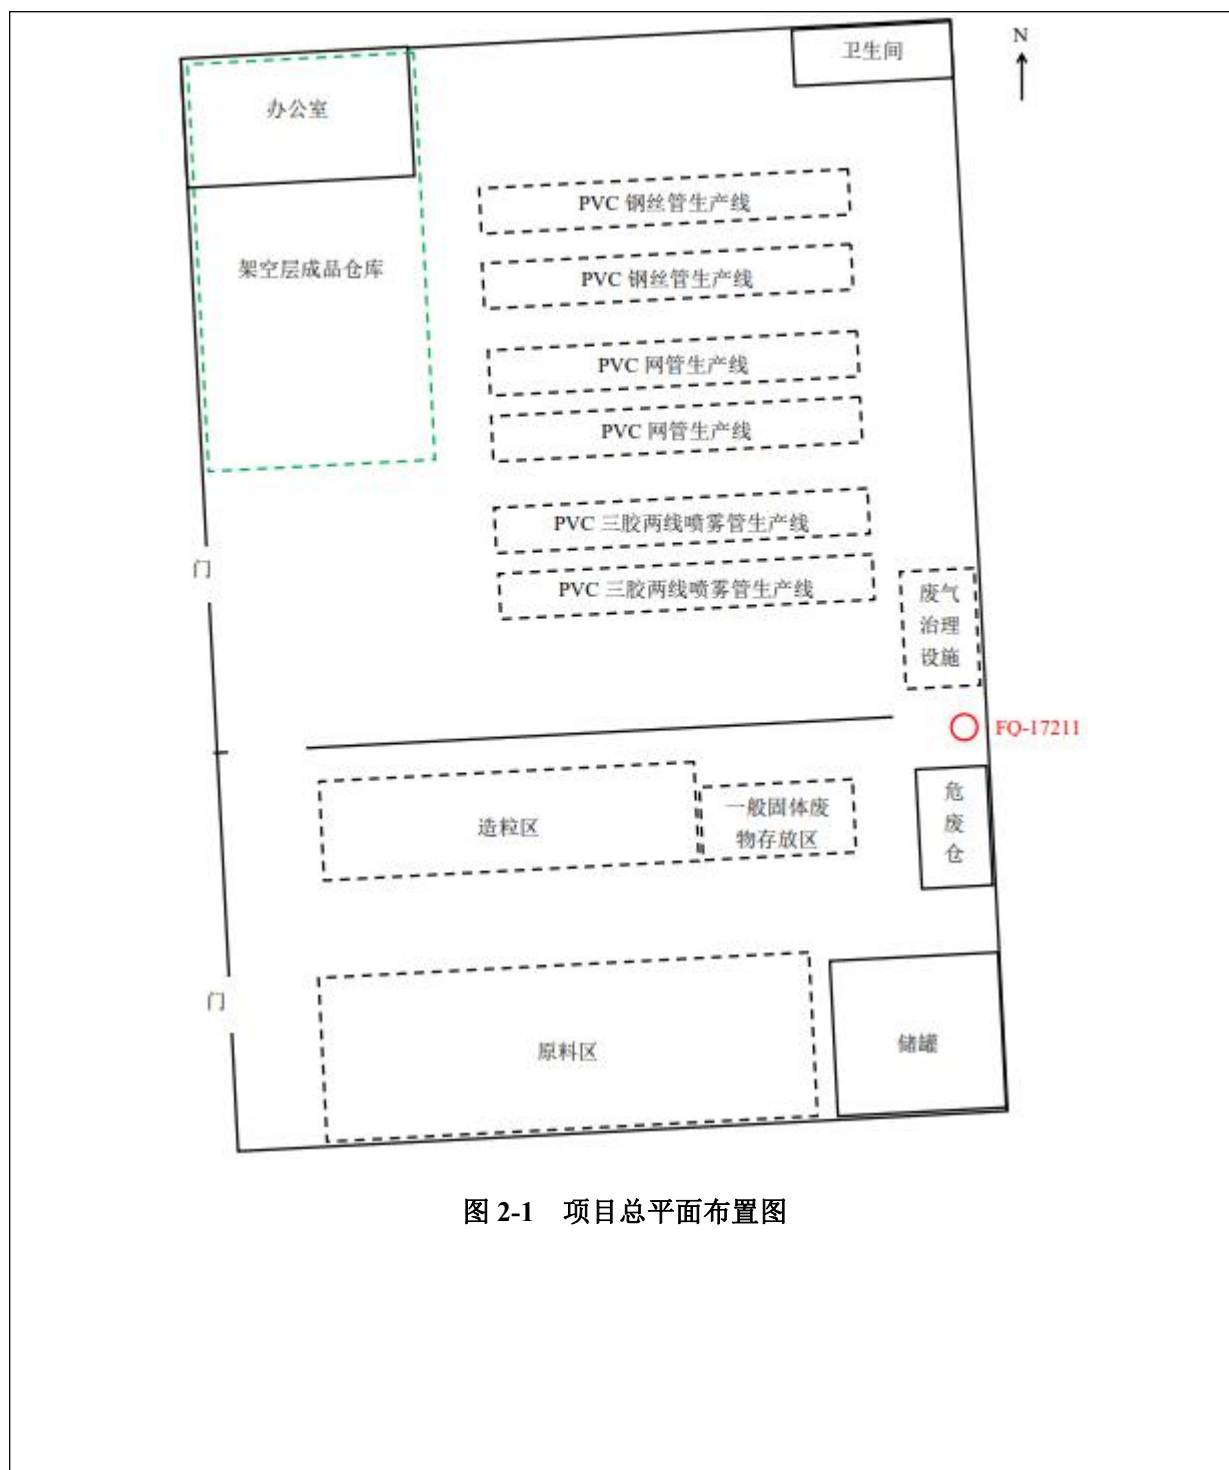 N
卫生间
办公室
PVC 钢丝管生产线
架空层成品仓库
PVC 钢丝管生产线
PVC 网管生产线
PVC 网管生产线
PVC 三胶两线喷雾管生产线
门
PVC 三胶两线喷雾管生产线
废气
治理
设施
FQ-17211
造粒区
一般固体废
物存放区
危
废
仓
门
原料区
储罐
图 2-1 项目总平面布置图